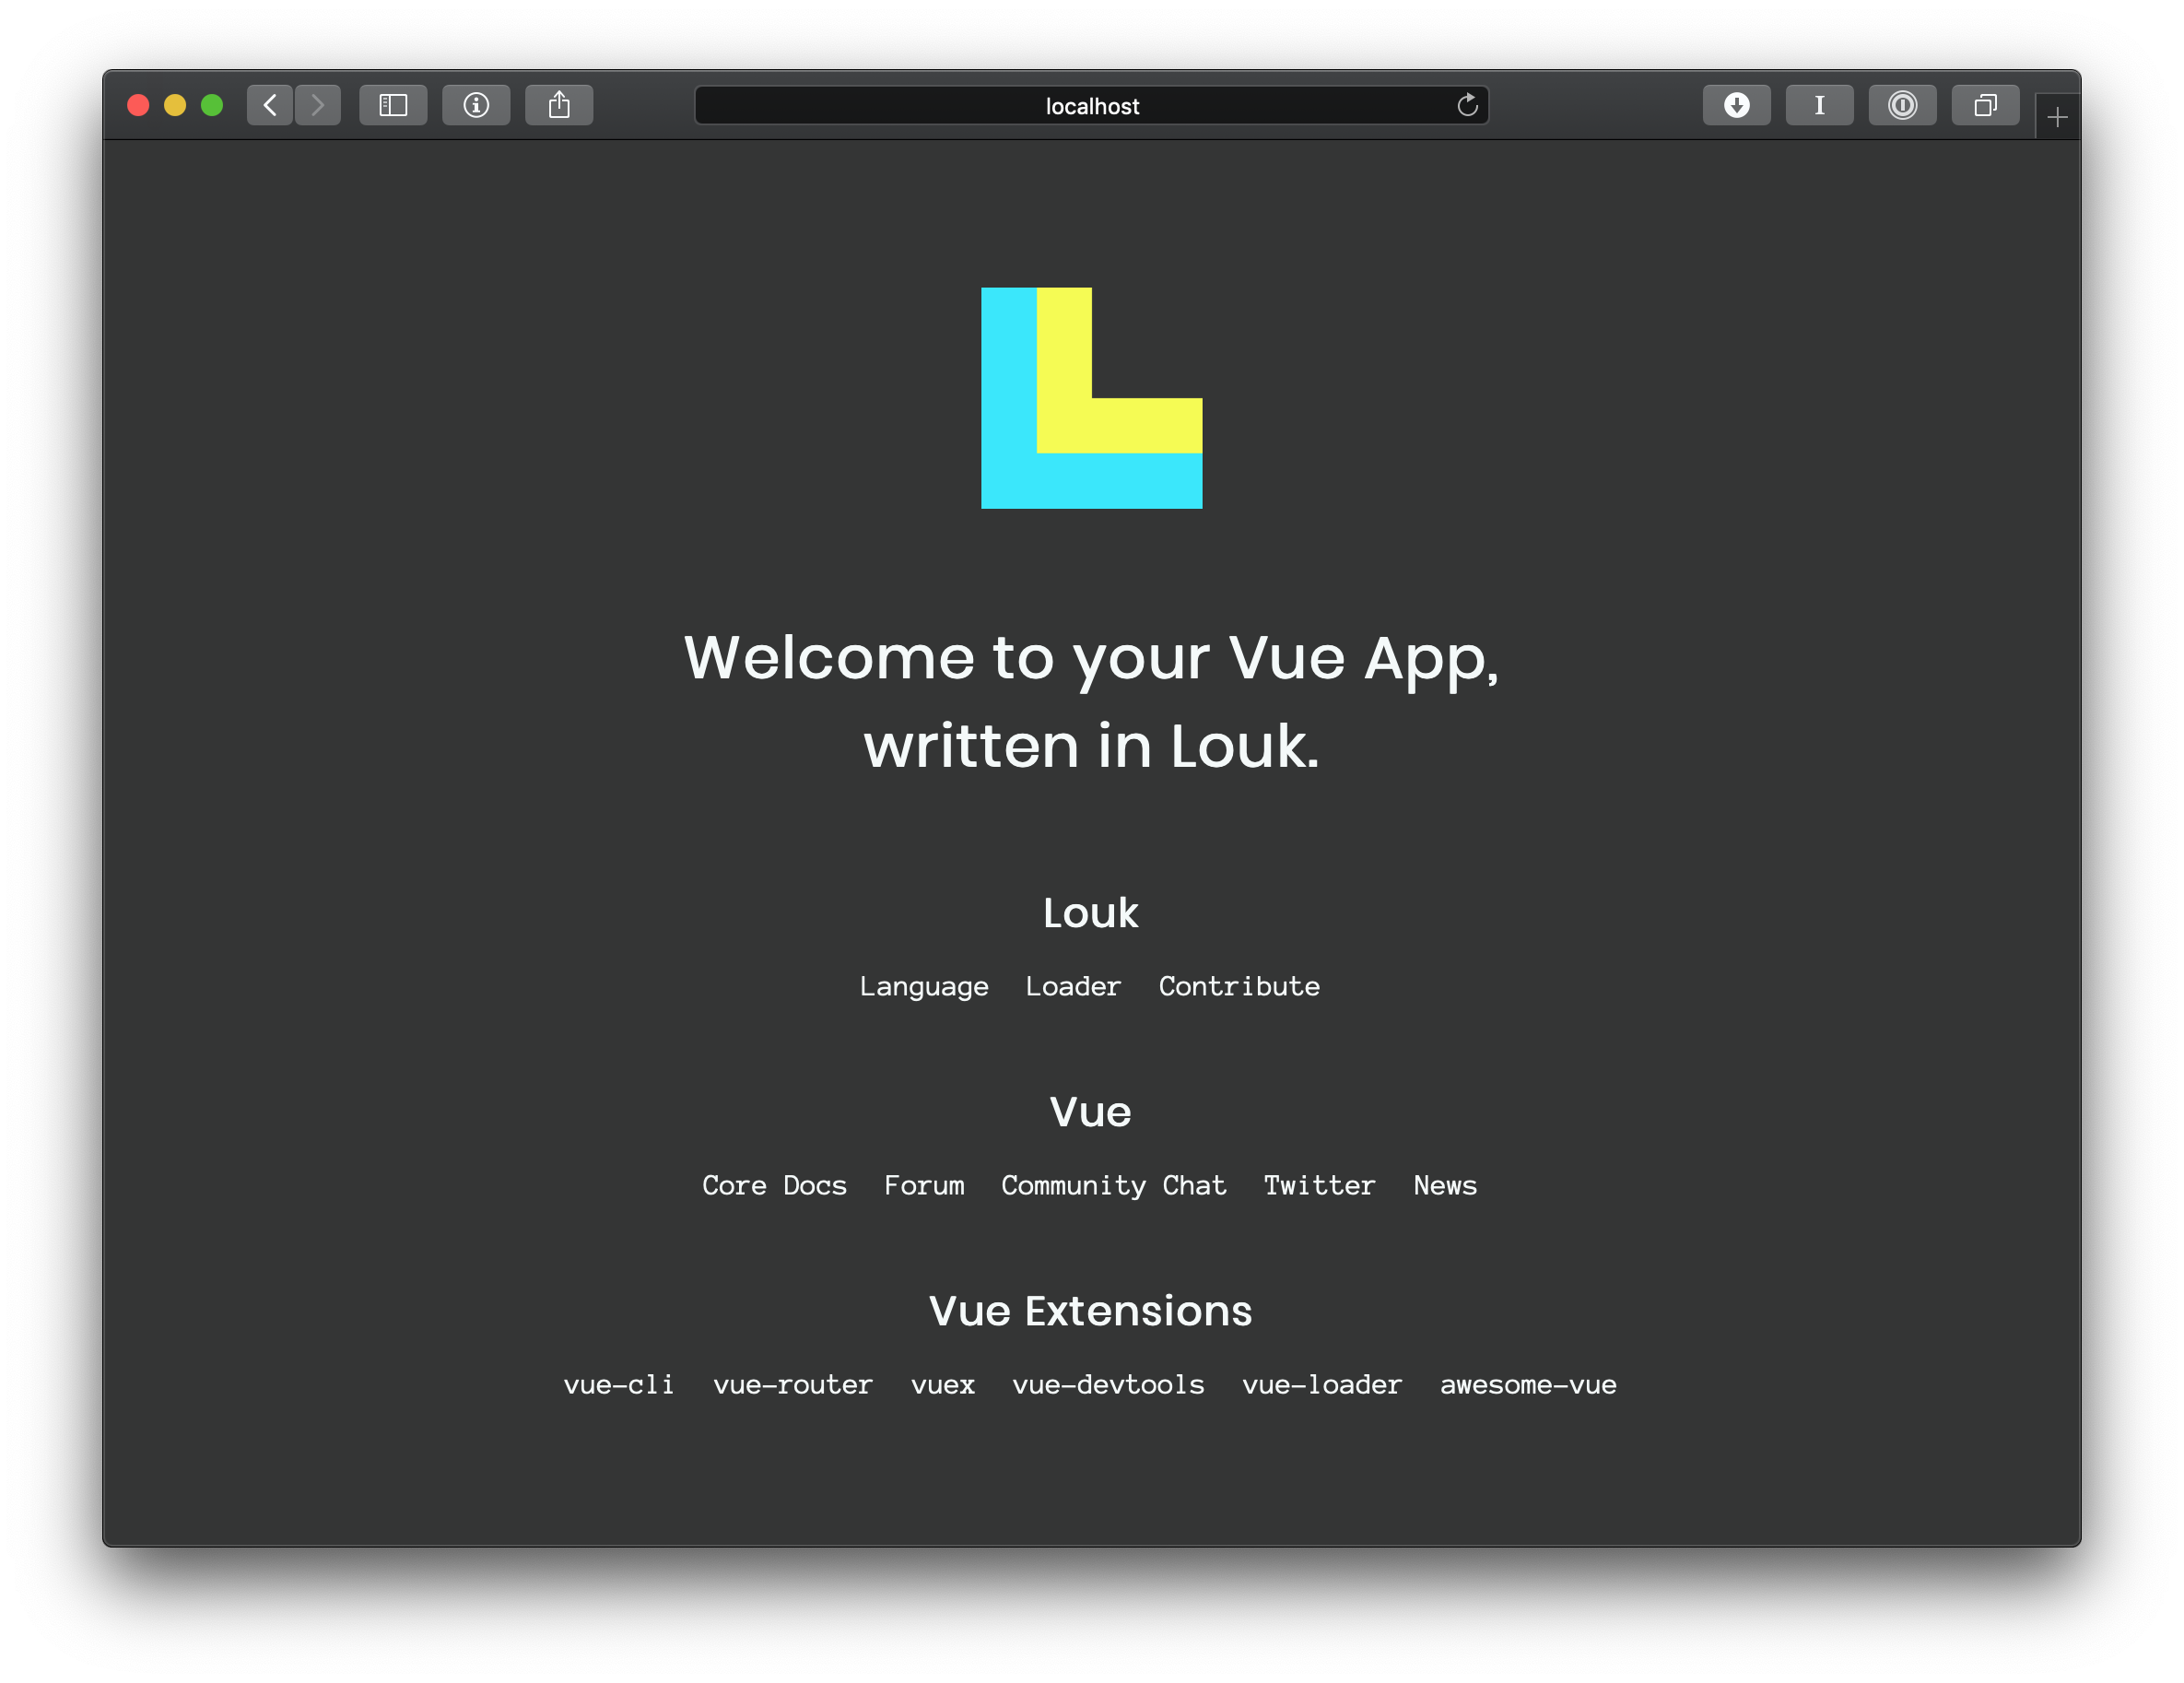 localhost
Welcome to your Vue App,
written in Louk.
Louk
Language Loader Contribute
Vue
Core Docs Forum Community Chat Twitter News
Vue Extensions
vue-cli vue-router vuex vue-devtools vue-loader awesome-vue